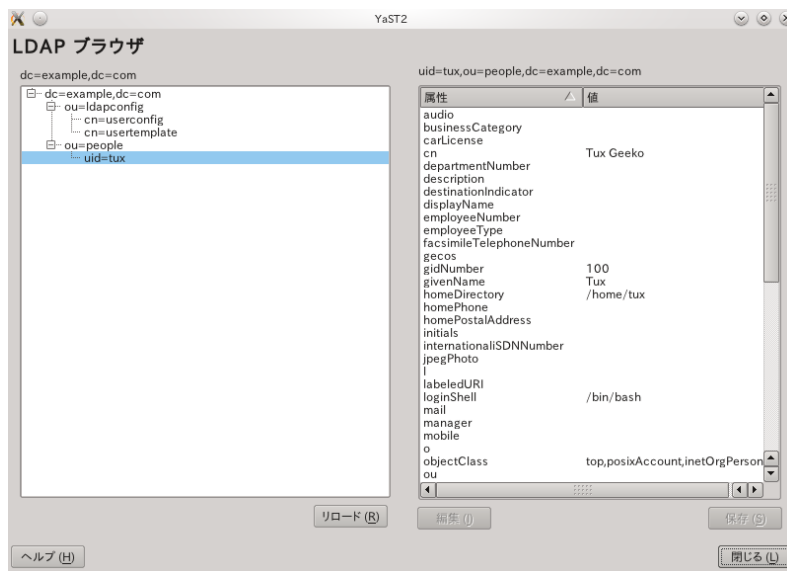 YaST2
LDAP ブラウザ
dc=example,dc=com
dc=example,dc=com
ou=ldapconfig
cn=userconfig
cn=usertemplate
ou=people
uid=tux
リロード (R)
uid=tux,ou=people,dc=example,dc=com
属性 値
audio
businessCategory
carLicense
cn Tux Geeko
departmentNumber
description
destinationIndicator
displayName
employeeNumber
employeeType
facsimileTelephoneNumber
gecos
gidNumber 100
givenName Tux
homeDirectory /home/tux
homePhone
homePostalAddress
initials
internationaliSDNNumber
jpegPhoto
l
labeledURI
loginShell /bin/bash
mail
manager
mobile
o
objectClass top,posixAccount,inetOrgPerson
ou
編集 (I) 保存 (S)
ヘルプ (H) 閉じる (L)